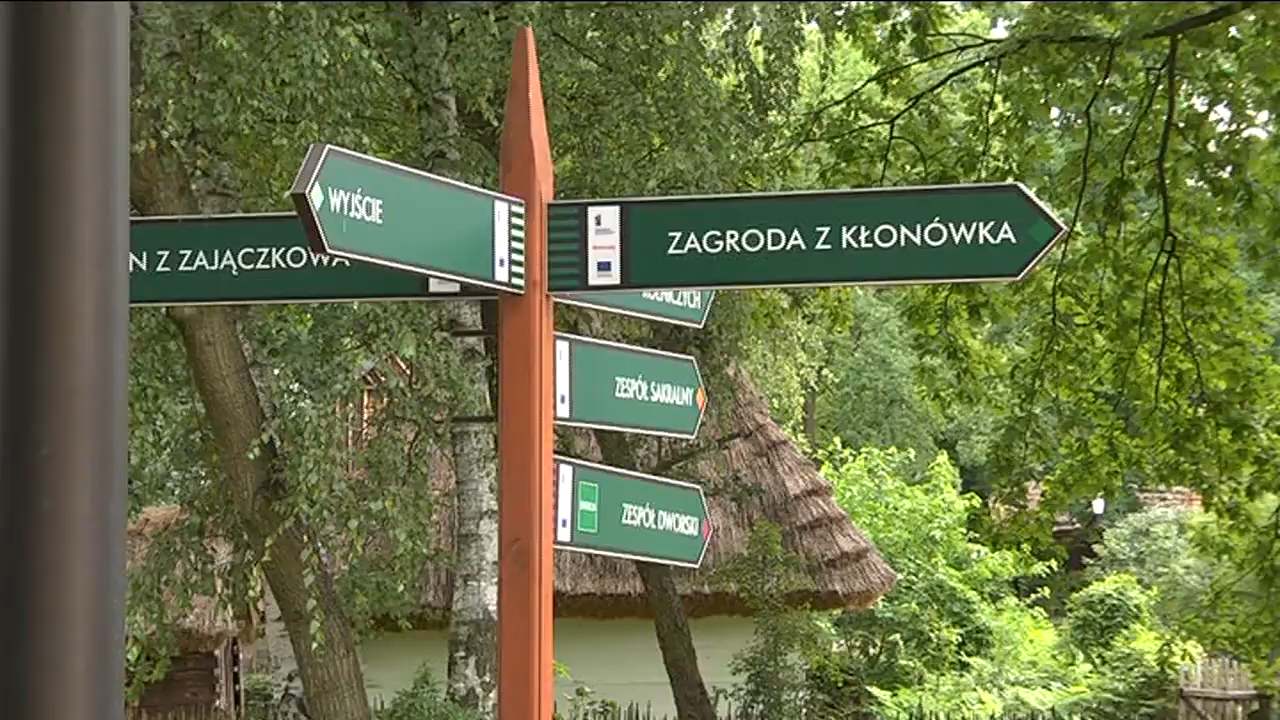 WYJŚCIE
N Z ZAJĄCZKOWA
ZAGRODA Z KŁONÓWKA
ZESPÓŁ SAKRALNY
ZESPÓŁ DWORSKI